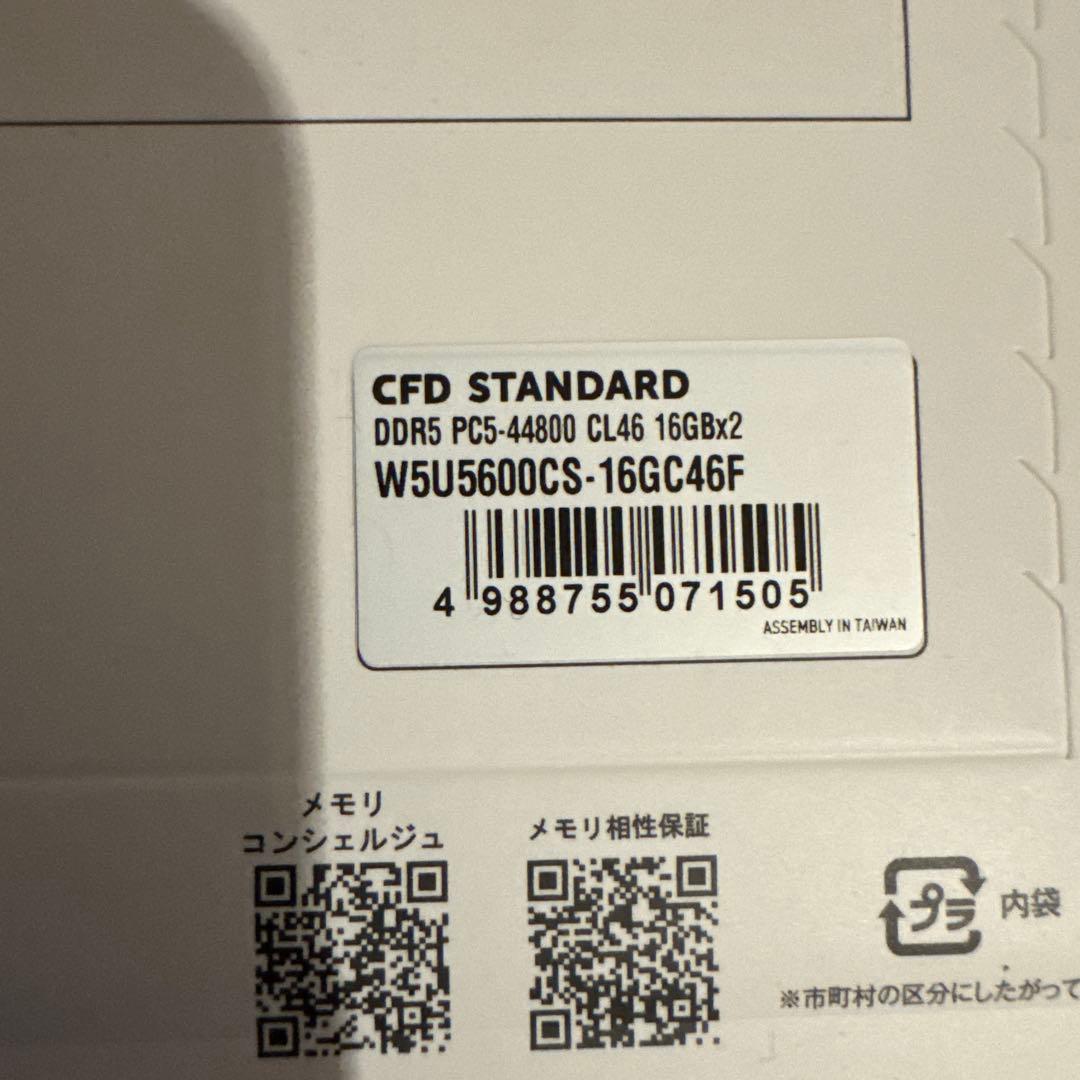 CFD STANDARD
DDR5 PC5-44800 CL46 16GBx2
W5U5600CS-16GC46F
4 988755 071505
ASSEMBLY IN TAIWAN
メモリ
コンシェルジュ
メモリ相性保証
プラ
内袋
※市町村の区分にしたがって